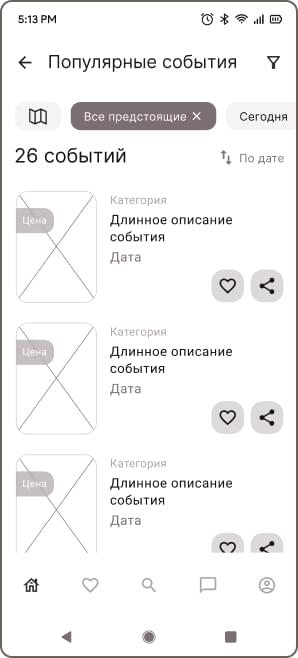 5:13 PM
Популярные события
Все предстоящие ✕
Сегодня
26 событий
По дате
Категория
Цена
Длинное описание
события
Дата
Категория
Цена
Длинное описание
события
Дата
Категория
Цена
Длинное описание
события
Дата